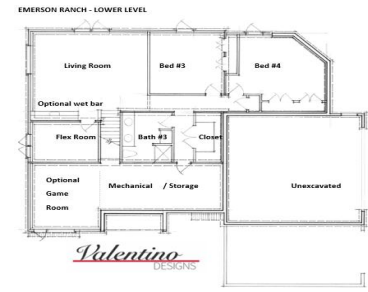 EMERSON RANCH - LOWER LEVEL
Living Room
Bed #3
Bed #4
Optional wet bar
Flex Room
Bath #3
Closet
Optional
Game
Room
Mechanical / Storage
Unexcavated
Valentino
DESIGNS